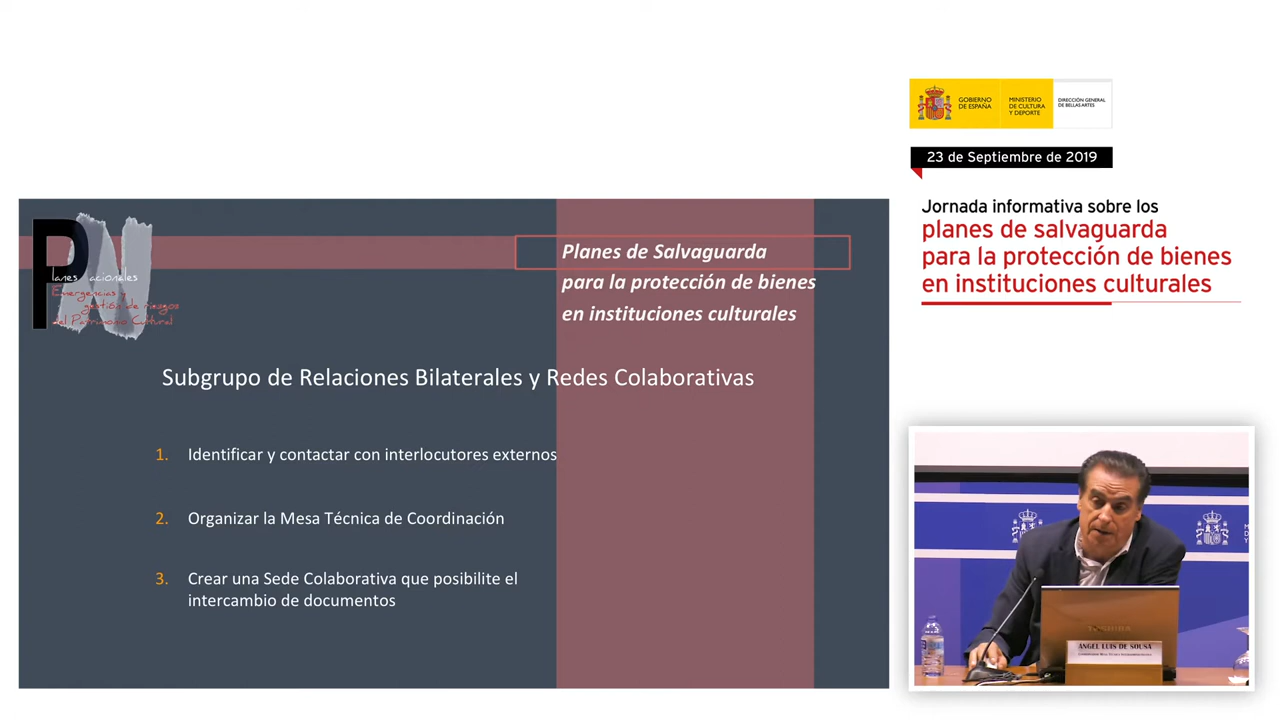 GOBIERNO
DE ESPAÑA
MINISTERIO
DE CULTURA
Y DEPORTE
DIRECCIÓN GENERAL
DE BELLAS ARTES
23 de Septiembre de 2019
Jornada informativa sobre los
planes de salvaguarda
para la protección de bienes
en instituciones culturales
PN
lanes nacionales
Emergencias y
gestión de riesgos
del Patrimonio Cultural
Planes de Salvaguarda
para la protección de bienes
en instituciones culturales
Subgrupo de Relaciones Bilaterales y Redes Colaborativas
1. Identificar y contactar con interlocutores externos
2. Organizar la Mesa Técnica de Coordinación
3. Crear una Sede Colaborativa que posibilite el
intercambio de documentos
TOSHIBA
ÁNGEL LUIS DE SOUSA